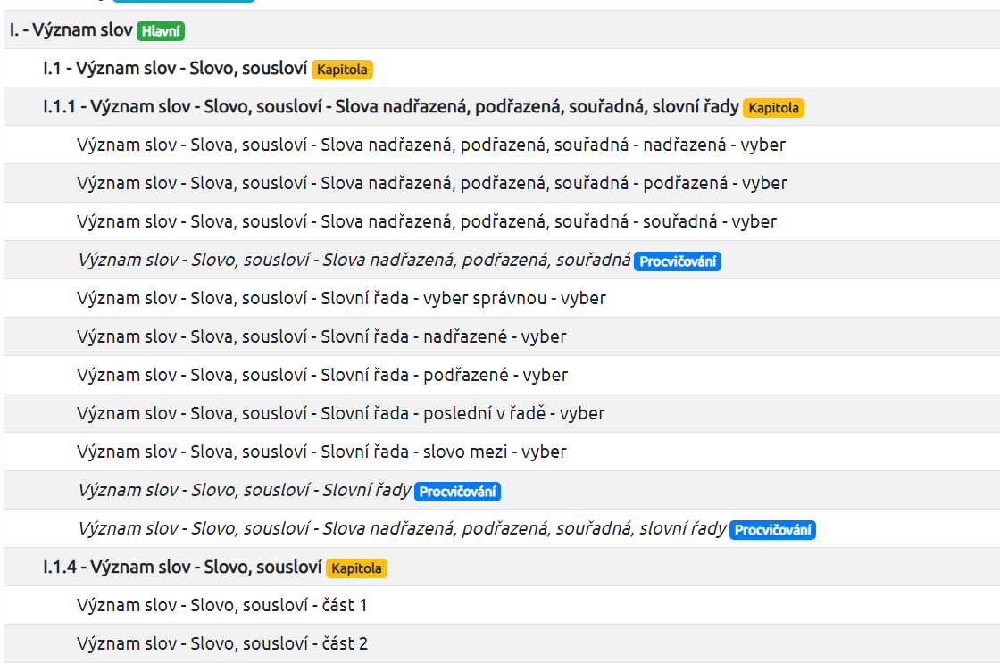 I. - Význam slov Hlavní
I.1 - Význam slov - Slovo, sousloví Kapitola
I.1.1 - Význam slov - Slovo, sousloví - Slova nadřazená, podřazená, souřadná, slovní řady Kapitola
Význam slov - Slova, sousloví - Slova nadřazená, podřazená, souřadná - nadřazená - vyber
Význam slov - Slova, sousloví - Slova nadřazená, podřazená, souřadná - podřazená - vyber
Význam slov - Slova, sousloví - Slova nadřazená, podřazená, souřadná - souřadná - vyber
Význam slov - Slovo, sousloví - Slova nadřazená, podřazená, souřadná Procvičování
Význam slov - Slova, sousloví - Slovní řada - vyber správnou - vyber
Význam slov - Slova, sousloví - Slovní řada - nadřazené - vyber
Význam slov - Slova, sousloví - Slovní řada - podřazené - vyber
Význam slov - Slova, sousloví - Slovní řada - poslední v řadě - vyber
Význam slov - Slova, sousloví - Slovní řada - slovo mezi - vyber
Význam slov - Slovo, sousloví - Slovní řady Procvičování
Význam slov - Slovo, sousloví - Slova nadřazená, podřazená, souřadná, slovní řady Procvičování
I.1.4 - Význam slov - Slovo, sousloví Kapitola
Význam slov - Slovo, sousloví - část 1
Význam slov - Slovo, sousloví - část 2